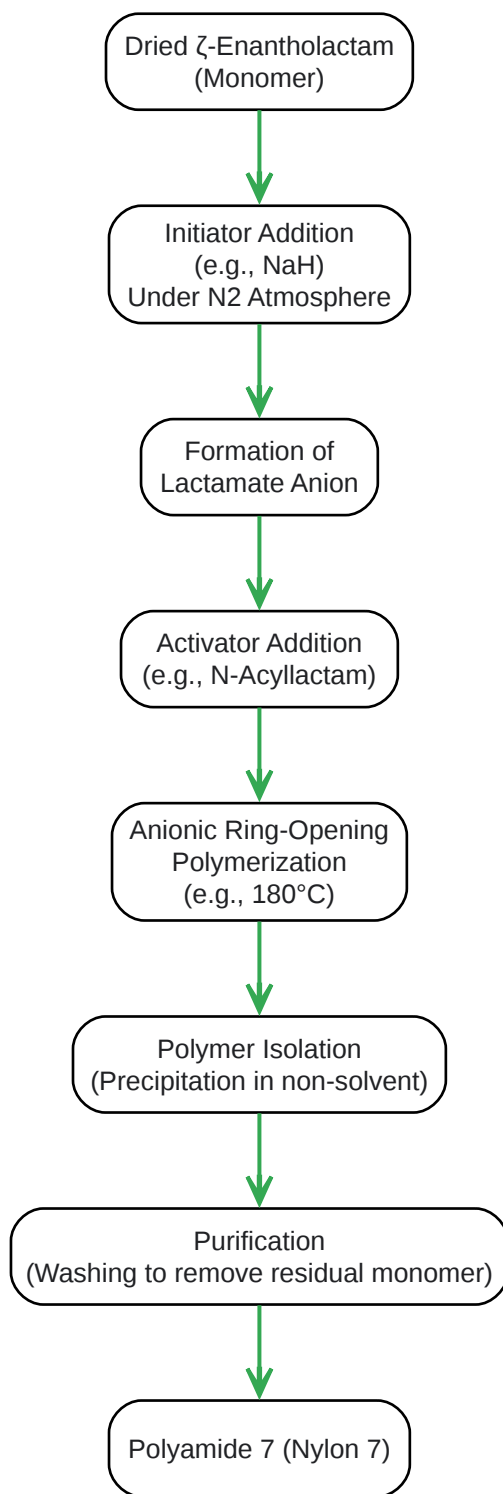 Dried ζ-Enantholactam
(Monomer)
Initiator Addition
(e.g., NaH)
Under N2 Atmosphere
Formation of
Lactamate Anion
Activator Addition
(e.g., N-Acyllactam)
Anionic Ring-Opening
Polymerization
(e.g., 180°C)
Polymer Isolation
(Precipitation in non-solvent)
Purification
(Washing to remove residual monomer)
Polyamide 7 (Nylon 7)